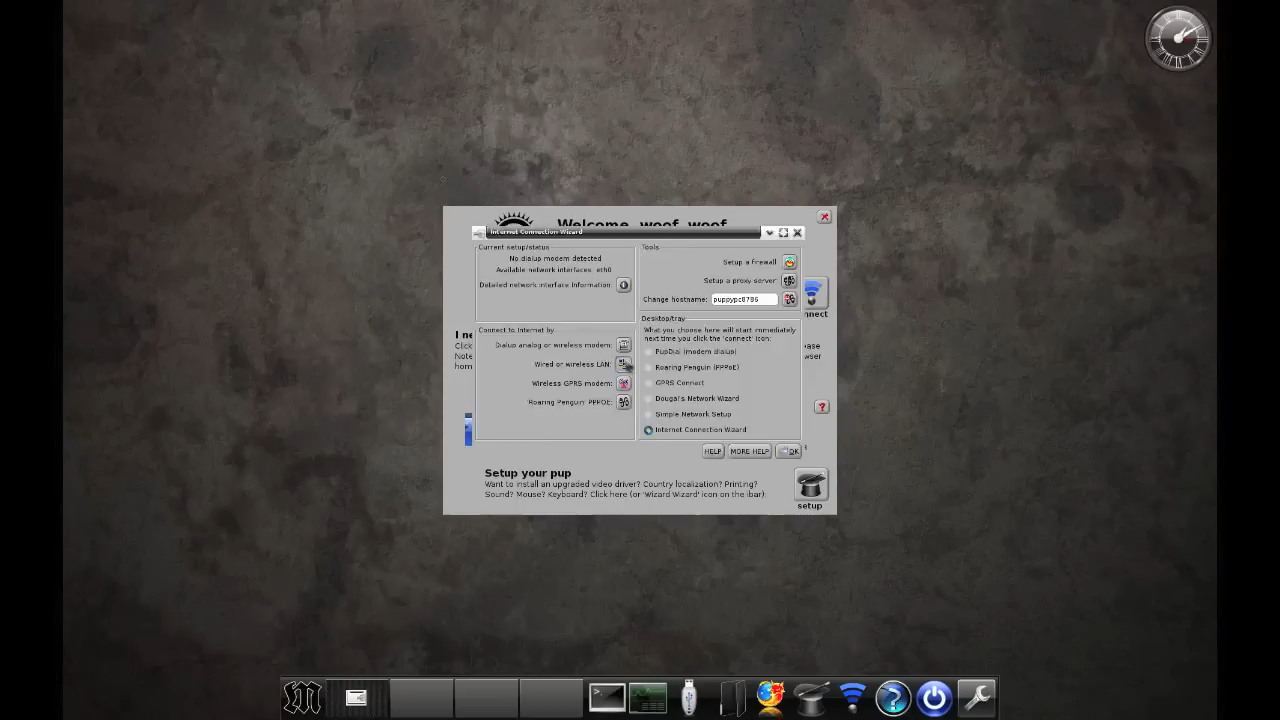 Welcome, woof, woof
Internet Connection Wizard
Current setup/status
No dialup modem detected
Available network interfaces eth0
Detailed network interface Information:
Tools
Setup a firewall
Setup a proxy server:
Change hostname: puppypc8786
Connect to Internet by
Dialup analog or wireless modem:
Wired or wireless LAN:
Wireless GPRS modem:
Roaring Penguin: PPPOE:
Desktop/tray
What you choose here will start immediately
next time you click the 'connect' icon:
PupDial (modem dialup)
Roaring Penguin (PPPoE)
GPRS Connect
Dougal's Network Wizard
Simple Network Setup
Internet Connection Wizard
HELP
MORE HELP
OK
Setup your pup
Want to install an upgraded video driver? Country localization? Printing?
Sound? Mouse? Keyboard? Click here (or 'Wizard Wizard' icon on the ibar):
setup